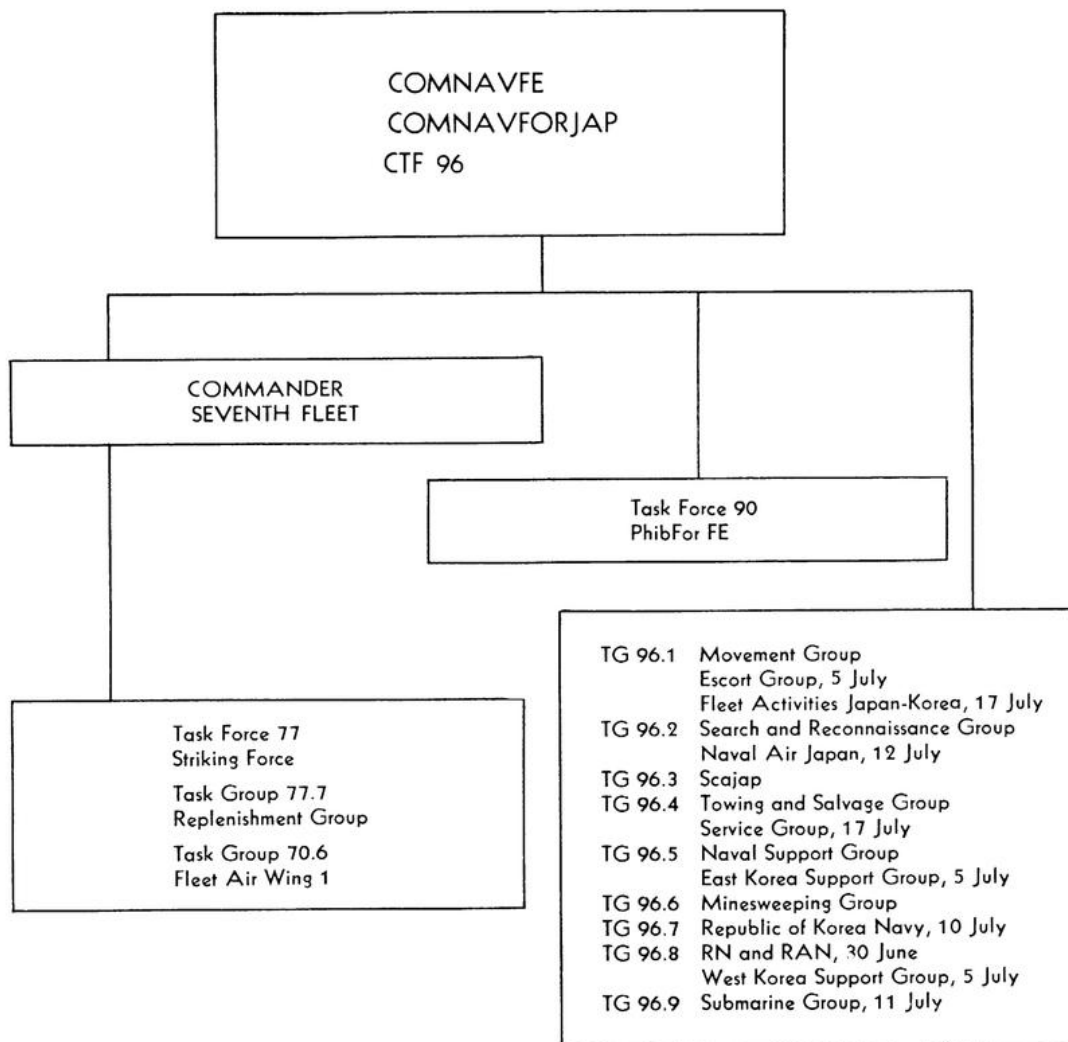 COMNAVFE
COMNAVFORJAP
CTF 96
COMMANDER
SEVENTH FLEET
Task Force 90
PhibFor FE
Task Force 77
Striking Force
Task Group 77.7
Replenishment Group
Task Group 70.6
Fleet Air Wing 1
TG 96.1 Movement Group
Escort Group, 5 July
Fleet Activities Japan-Korea, 17 July
TG 96.2 Search and Reconnaissance Group
Naval Air Japan, 12 July
TG 96.3 Scajap
TG 96.4 Towing and Salvage Group
Service Group, 17 July
TG 96.5 Naval Support Group
East Korea Support Group, 5 July
TG 96.6 Minesweeping Group
TG 96.7 Republic of Korea Navy, 10 July
TG 96.8 RN and RAN, 30 June
West Korea Support Group, 5 July
TG 96.9 Submarine Group, 11 July